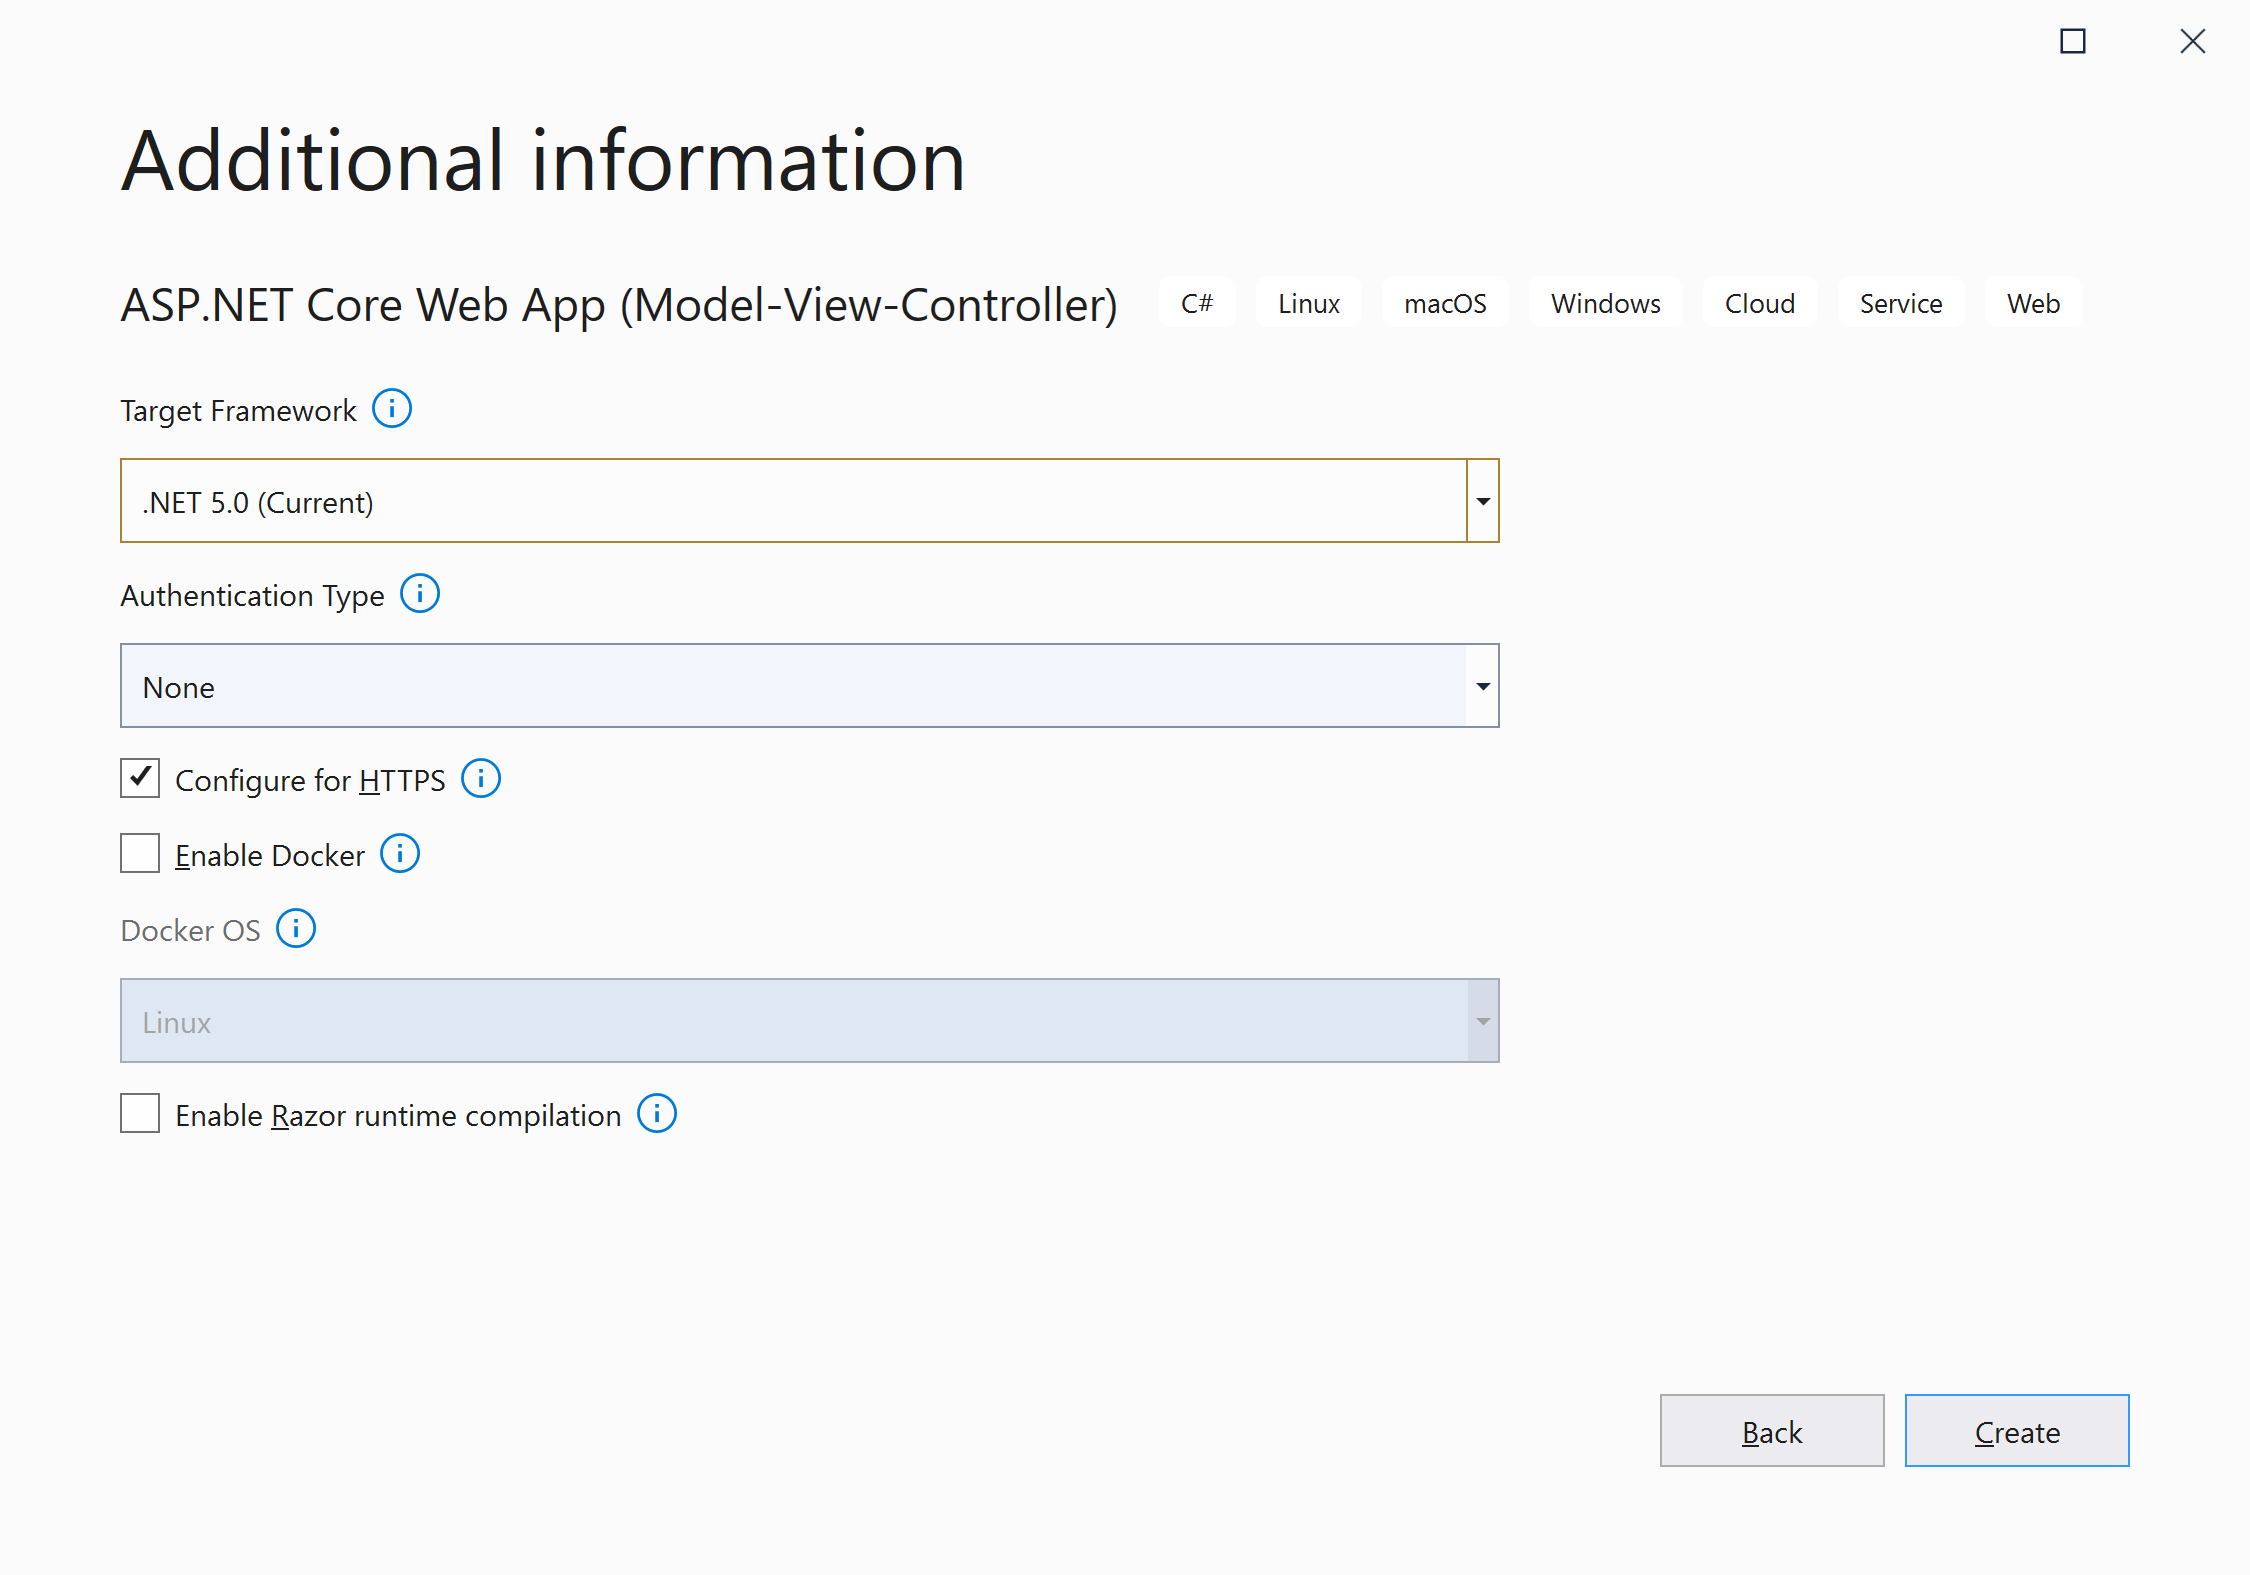 Additional information
ASP.NET Core Web App (Model-View-Controller) C# Linux macOS Windows Cloud Service Web
Target Framework
.NET 5.0 (Current)
Authentication Type
None
Configure for HTTPS
Enable Docker
Docker OS
Linux
Enable Razor runtime compilation
Back Create